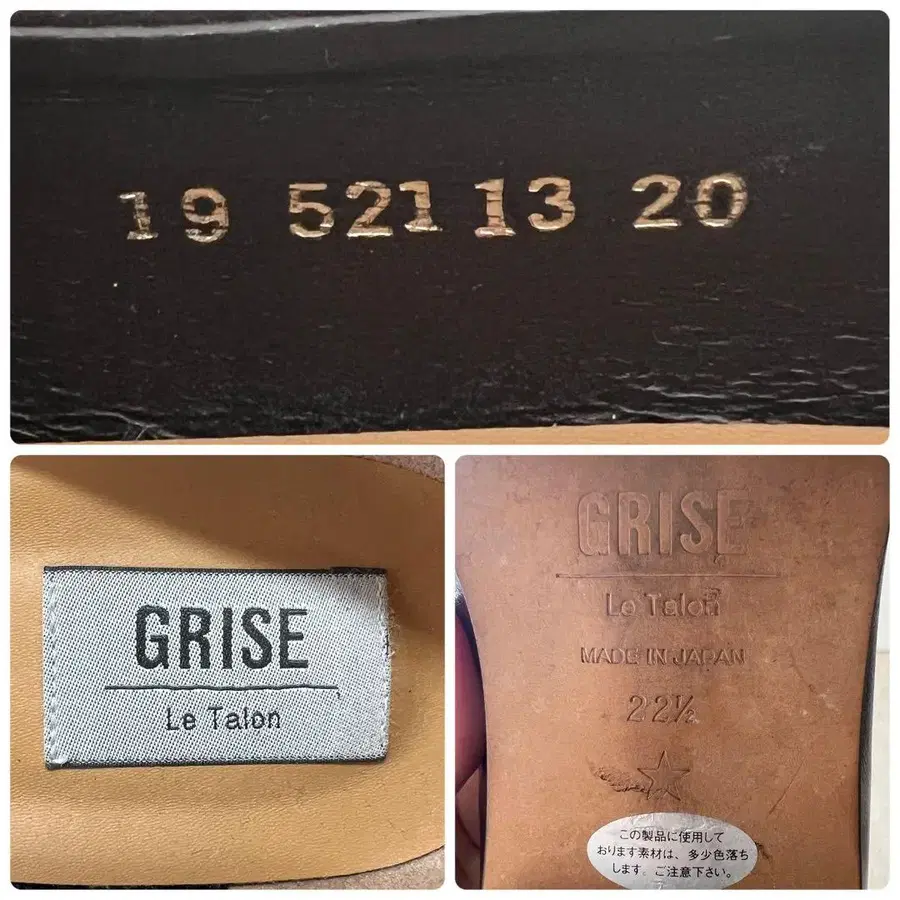 19 521 13 20
GRISE
Le Talon
GRISE
Le Talon
MADE IN JAPAN
22½
この製品に使用して
おります素材は、多少色落ち
します。ご注意下さい。